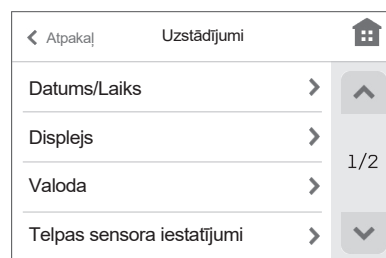 Atpakaļ
Uzstādījumi
Datums/Laiks
Displejs
1/2
Valoda
Telpas sensora iestatījumi